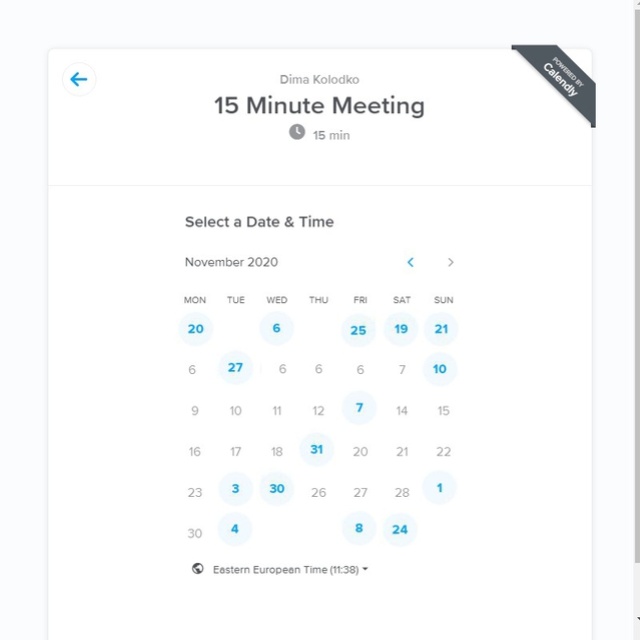 POWERED BY
Calendly
Dima Kolodko
15 Minute Meeting
15 min
Select a Date & Time
November 2020
MON TUE WED THU FRI SAT SUN
20 6 25 19 21
6 27 6 6 6 7 10
9 10 11 12 7 14 15
16 17 18 31 20 21 22
23 3 30 26 27 28 1
30 4 8 24
Eastern European Time (11:38)